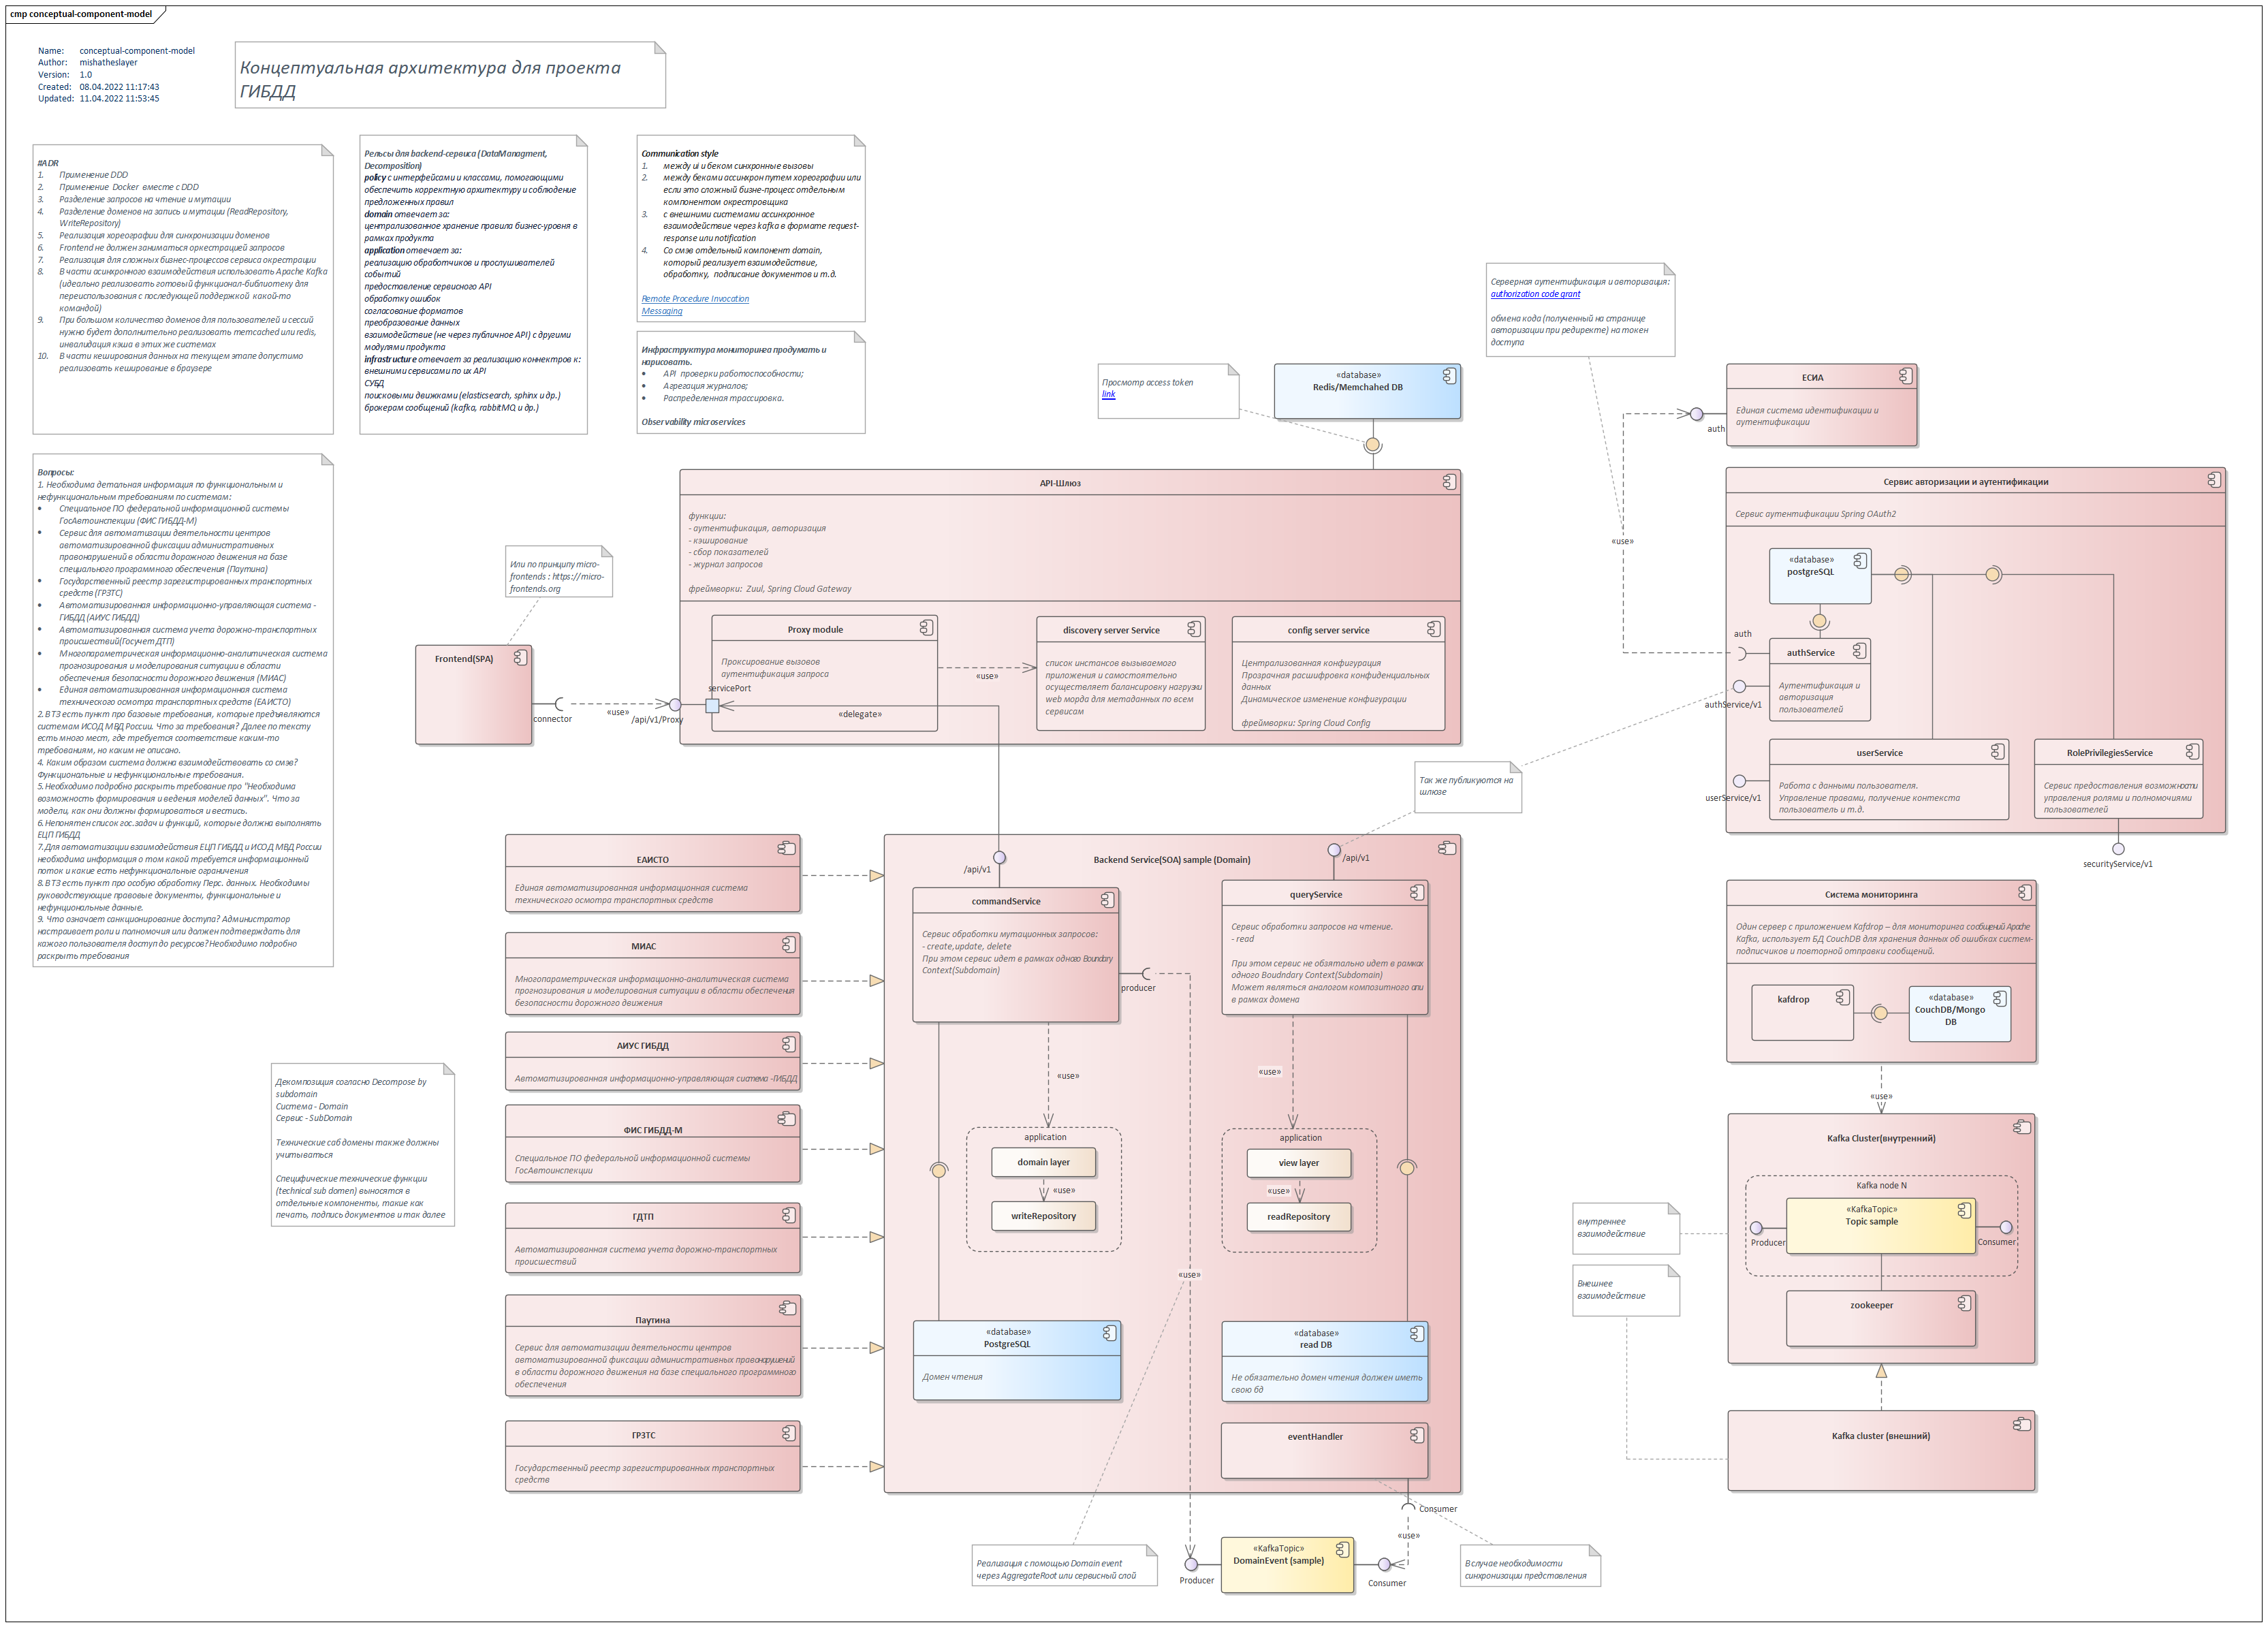 cmp conceptual-component-model
Name: conceptual-component-model
Author: mishatheslayer
Version: 1.0
Created: 08.04.2022 11:17:43
Updated: 11.04.2022 11:53:45
Концептуальная архитектура для проекта
ГИБДД
#ADR
1. Применение DDD
2. Применение Docker вместе с DDD
3. Разделение запросов на чтение и мутации
4. Разделение доменов на запись и мутации (ReadRepository,
WriteRepository)
5. Реализация хореографии для синхронизации доменов
6. Frontend не должен заниматься оркестрацией запросов
7. Реализация для сложных бизнес-процессов сервиса окрестрации
8. В части асинхронного взаимодействия использовать Apache Kafka
(идеально реализовать готовый функционал-библиотеку для
переиспользования с последующей поддержкой какой-то
командой)
9. При большом количество доменов для пользователей и сессий
нужно будет дополнительно реализовать memcached или redis,
инвалидация кэша в этих же системах
10. В части кеширования данных на текущем этапе допустимо
реализовать кеширование в браузере
Рельсы для backend-сервиса (DataManagment,
Decomposition)
policy с интерфейсами и классами, помогающими
обеспечить корректную архитектуру и соблюдение
предложенных правил
domain отвечает за:
централизованное хранение правила бизнес-уровня в
рамках продукта
application отвечает за:
реализацию обработчиков и прослушивателей
событий
предоставление сервисного API
обработку ошибок
согласование форматов
преобразование данных
взаимодействие (не через публичное API) с другими
модулями продукта
infrastructure отвечает за реализацию коннекторов к:
внешними сервисами по их API
СУБД
поисковыми движками (elasticsearch, sphinx и др.)
брокерам сообщений (kafka, rabbitMQ и др.)
Communication style
1. между ui и беком синхронные вызовы
2. между беками ассинхрон путем хореографии или
если это сложный бизне-процесс отдельным
компонентом окрестровщика
3. с внешними системами ассинхронное
взаимодействие через kafka в формате request-
response или notification
4. Со смэв отдельный компонент domain,
который реализует взаимодействие,
обработку, подписание документов и т.д.
Remote Procedure Invocation
Messaging
Инфраструктура мониторинга продумать и
нарисовать.
• API проверки работоспособности;
• Агрегация журналов;
• Распределенная трассировка.
Observability microservices
Вопросы:
1. Необходима детальная информация по функциональным и
нефункциональным требованиям по системам:
• Специальное ПО федеральной информационной системы
ГосАвтоинспекции (ФИС ГИБДД-М)
• Сервис для автоматизации деятельности центров
автоматизированной фиксации административных
правонарушений в области дорожного движения на базе
специального программного обеспечения (Паутина)
• Государственный реестр зарегистрированных транспортных
средств (ГРЗТС)
• Автоматизированная информационно-управляющая система -
ГИБДД (АИУС ГИБДД)
• Автоматизированная система учета дорожно-транспортных
происшествий(Госучет ДТП)
• Многопараметрическая информационно-аналитическая система
прогнозирования и моделирования ситуации в области
обеспечения безопасности дорожного движения (МИАС)
• Единая автоматизированная информационная система
технического осмотра транспортных средств (ЕАИСТО)
2. В ТЗ есть пункт про базовые требования, которые предъявляются
системам ИСОД МВД России. Что за требования? Далее по тексту
есть много мест, где требуется соответствие каким-то
требованиям, но каким не описано.
4. Каким образом система должна взаимодействовать со смэв?
Функциональные и нефункциональные требования.
5. Необходимо подробно раскрыть требование про "Необходима
возможность формирования и ведения моделей данных". Что за
модели, как они должны формироваться и вестись.
6. Непонятен список гос.задач и функций, которые должна выполнять
ЕЦП ГИБДД
7. Для автоматизации взаимодействия ЕЦП ГИБДД и ИСОД МВД России
необходима информация о том какой требуется информационный
поток и какие есть нефункциональные ограничения
8. В ТЗ есть пункт про особую обработку Перс. данных. Необходимы
руководствующие правовые документы, функциональные и
нефункциональные данные.
9. Что означает санкционирование доступа? Администратор
настраивает роли и полномочия или должен подтверждать для
кажого пользователя доступ до ресурсов? Необходимо подробно
раскрыть требования
Декомпозиция согласно Decompose by
subdomain
Система - Domain
Сервис - SubDomain
Технические саб домены также должны
учитываться
Специфические технические функции
(technical sub domen) выносятся в
отдельные компоненты, такие как
печать, подпись документов и так далее
Или по принципу micro-
frontends : https://micro-
frontends.org
Frontend(SPA)
connector
«use»
/api/v1/Proxy
Просмотр access token
link
«database»
Redis/Memchahed DB
API-Шлюз
функции:
- аутентификация, авторизация
- кэширование
- сбор показателей
- журнал запросов
фреймворки: Zuul, Spring Cloud Gateway
Proxy module
Проксирование вызовов
аутентификация запроса
servicePort
«delegate»
«use»
discovery server Service
список инстансов вызываемого
приложения и самостоятельно
осуществляет балансировку нагрузки
web морда для метаданных по всем
сервисам
config server service
Централизованная конфигурация
Прозрачная расшифровка конфиденциальных
данных
Динамическое изменение конфигурации
фреймворки: Spring Cloud Config
Серверная аутентификация и авторизация:
authorization code grant
обмена кода (полученный на странице
авторизации при редиректе) на токен
доступа
ЕСИА
Единая система идентификации и
аутентификации
auth
«use»
Сервис авторизации и аутентификации
Сервис аутентификации Spring OAuth2
«database»
postgreSQL
auth
authService
Аутентификация и
авторизация
пользователей
authService/v1
userService
Работа с данными пользователя.
Управление правами, получение контекста
пользователь и т.д.
userService/v1
RolePrivilegiesService
Сервис предоставления возможности
управления ролями и полномочиями
пользователей
securityService/v1
Так же публикуются на
шлюзе
ЕАИСТО
Единая автоматизированная информационная система
технического осмотра транспортных средств
МИАС
Многопараметрическая информационно-аналитическая система
прогнозирования и моделирования ситуации в области обеспечения
безопасности дорожного движения
АИУС ГИБДД
Автоматизированная информационно-управляющая система -ГИБДД
ФИС ГИБДД-М
Специальное ПО федеральной информационной системы
ГосАвтоинспекции
ГДТП
Автоматизированная система учета дорожно-транспортных
происшествий
Паутина
Сервис для автоматизации деятельности центров
автоматизированной фиксации административных правонарушений
в области дорожного движения на базе специального программного
обеспечения
ГРЗТС
Государственный реестр зарегистрированных транспортных
средств
Backend Service(SOA) sample (Domain)
/api/v1
/api/v1
commandService
Сервис обработки мутационных запросов:
- create,update, delete
При этом сервис идет в рамках одного Boundary
Context(Subdomain)
producer
queryService
Сервис обработки запросов на чтение.
- read
При этом сервис не обзятально идет в рамках
одного Boudndary Context(Subdomain)
Может являться аналогом композитного апи
в рамках домена
«use»
«use»
application
domain layer
«use»
writeRepository
application
view layer
«use»
readRepository
«use»
«database»
PostgreSQL
Домен чтения
«database»
read DB
Не обязательно домен чтения должен иметь
свою бд
eventHandler
Consumer
«use»
Реализация с помощью Domain event
через AggregateRoot или сервисный слой
Producer
«KafkaTopic»
DomainEvent (sample)
Consumer
В случае необходимости
синхронизации представления
Система мониторинга
Один сервер с приложением Kafdrop – для мониторинга сообщений Apache
Kafka, использует БД CouchDB для хранения данных об ошибках систем-
подписчиков и повторной отправки сообщений.
kafdrop
«database»
CouchDB/Mongo
DB
«use»
Kafka Cluster(внутренний)
Kafka node N
«KafkaTopic»
Topic sample
Producer
Consumer
zookeeper
внутреннее
взаимодействие
Внешнее
взаимодействие
Kafka cluster (внешний)